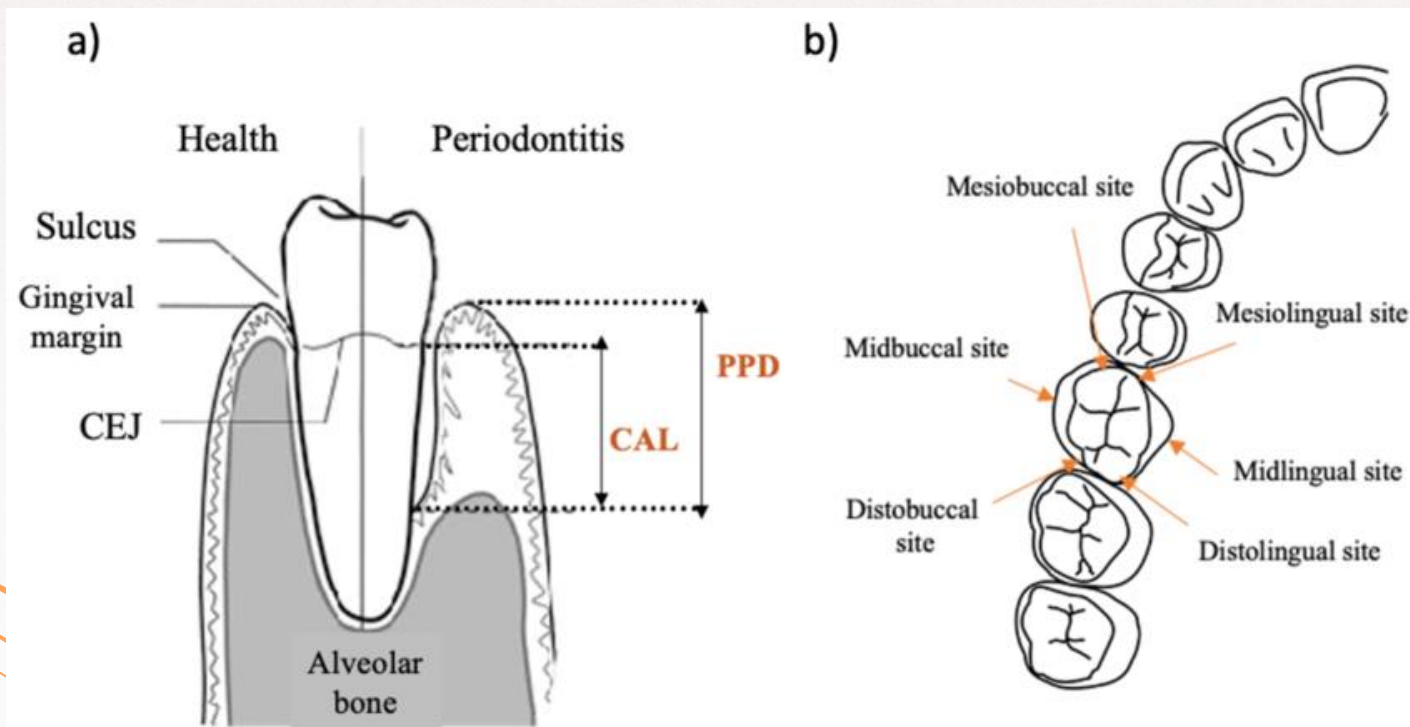 a)
Health
Periodontitis
Sulcus
Gingival
margin
CEJ
PPD
CAL
Alveolar
bone
b)
Mesiobuccal site
Mesiolingual site
Midbuccal site
Midlingual site
Distobuccal
site
Distolingual site